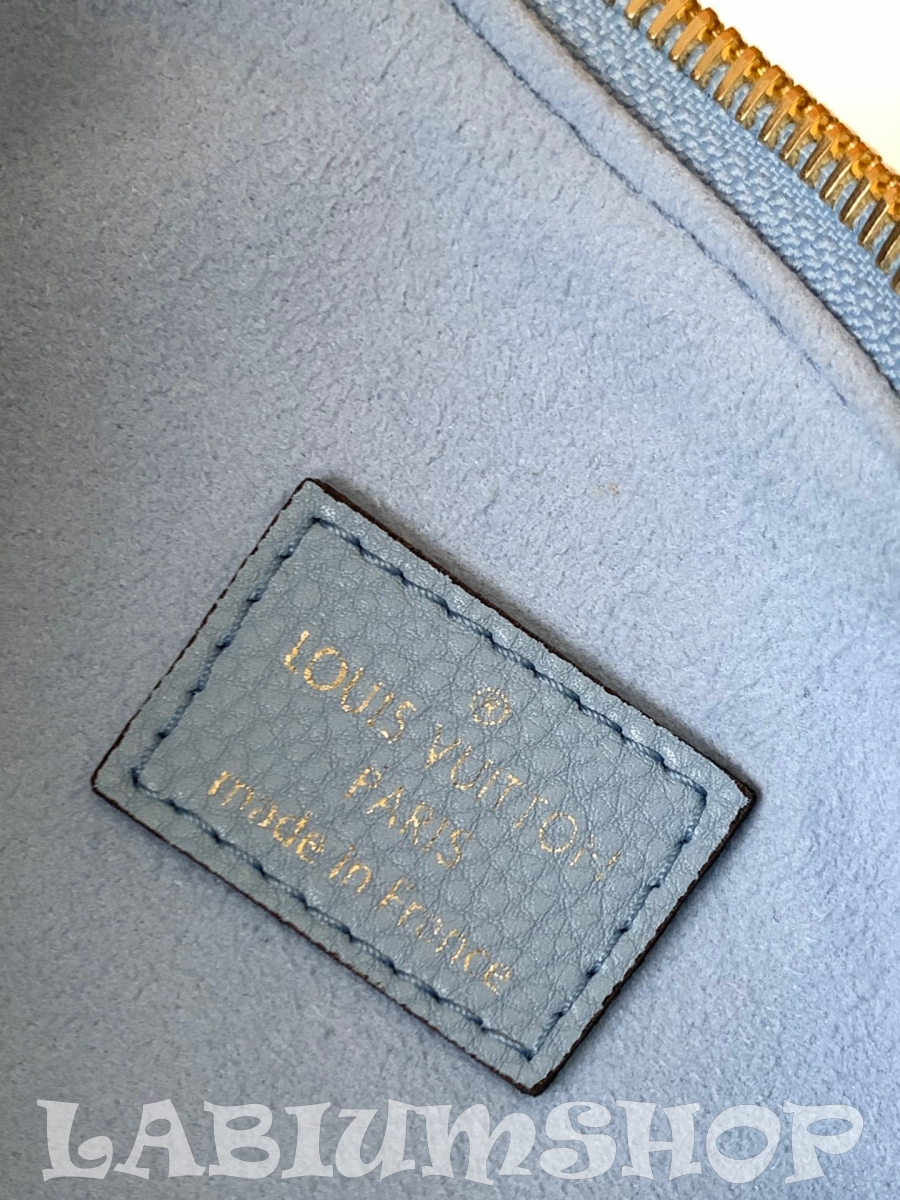 ®
LOUIS VUITTON
PARIS
made in France
LABIUMSHOP